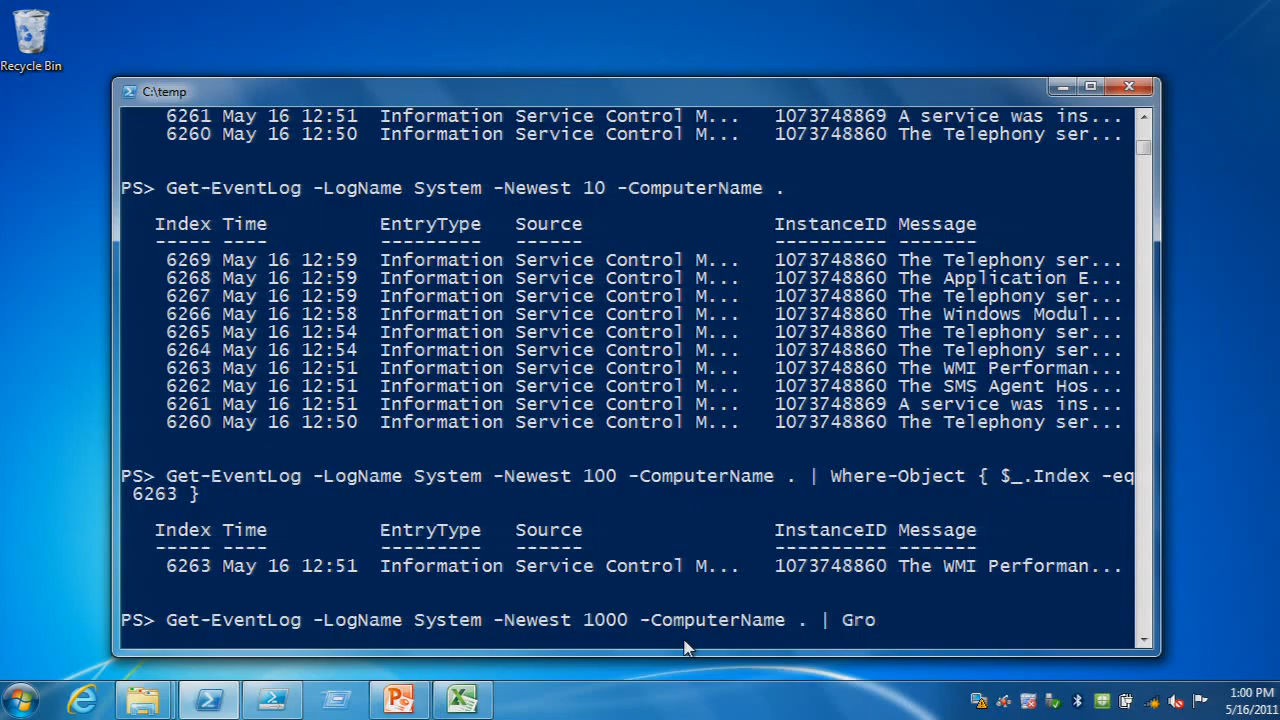 Recycle Bin
C:\temp
6261 May 16 12:51 Information Service Control M... 1073748869 A service was ins...
6260 May 16 12:50 Information Service Control M... 1073748860 The Telephony ser...
PS> Get-EventLog -LogName System -Newest 10 -ComputerName .
Index Time EntryType Source InstanceID Message
----- ---- --------- ------ ---------- -------
6269 May 16 12:59 Information Service Control M... 1073748860 The Telephony ser...
6268 May 16 12:59 Information Service Control M... 1073748860 The Application E...
6267 May 16 12:59 Information Service Control M... 1073748860 The Telephony ser...
6266 May 16 12:58 Information Service Control M... 1073748860 The Windows Modul...
6265 May 16 12:54 Information Service Control M... 1073748860 The Telephony ser...
6264 May 16 12:54 Information Service Control M... 1073748860 The Telephony ser...
6263 May 16 12:51 Information Service Control M... 1073748860 The WMI Performan...
6262 May 16 12:51 Information Service Control M... 1073748860 The SMS Agent Hos...
6261 May 16 12:51 Information Service Control M... 1073748869 A service was ins...
6260 May 16 12:50 Information Service Control M... 1073748860 The Telephony ser...
PS> Get-EventLog -LogName System -Newest 100 -ComputerName . | Where-Object { $_.Index -eq
6263 }
Index Time EntryType Source InstanceID Message
----- ---- --------- ------ ---------- -------
6263 May 16 12:51 Information Service Control M... 1073748860 The WMI Performan...
PS> Get-EventLog -LogName System -Newest 1000 -ComputerName . | Gro
1:00 PM
5/16/2011